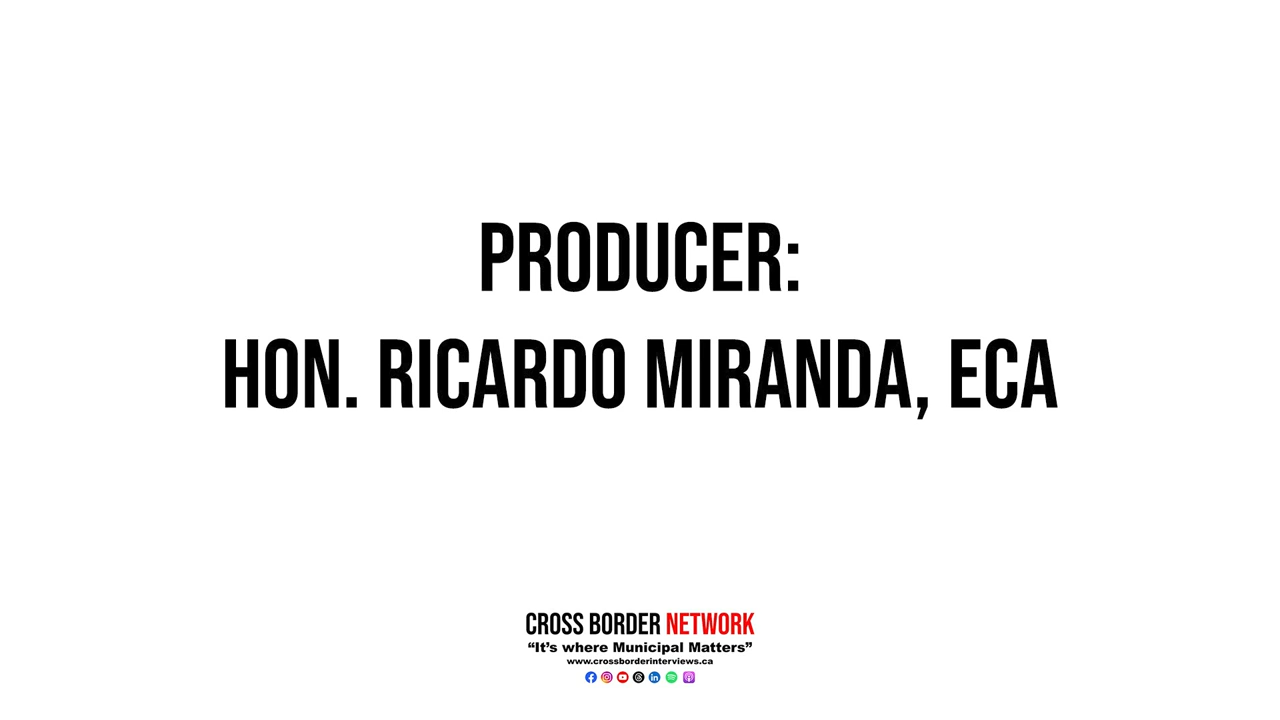 PRODUCER:
HON. RICARDO MIRANDA, ECA
CROSS BORDER NETWORK
“It’s where Municipal Matters”
www.crossborderinterviews.ca